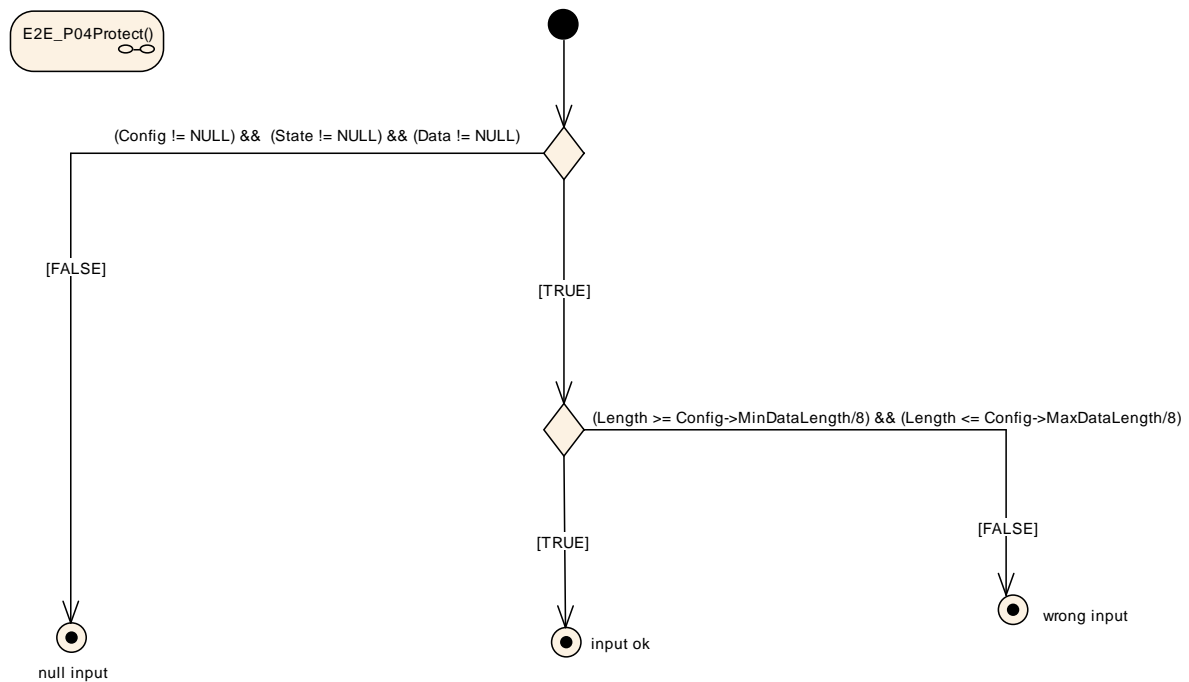 E2E_P04Protect()
(Config != NULL) && (State != NULL) && (Data != NULL)
[FALSE]
[TRUE]
(Length >= Config->MinDataLength/8) && (Length <= Config->MaxDataLength/8)
[FALSE]
[TRUE]
wrong input
input ok
null input